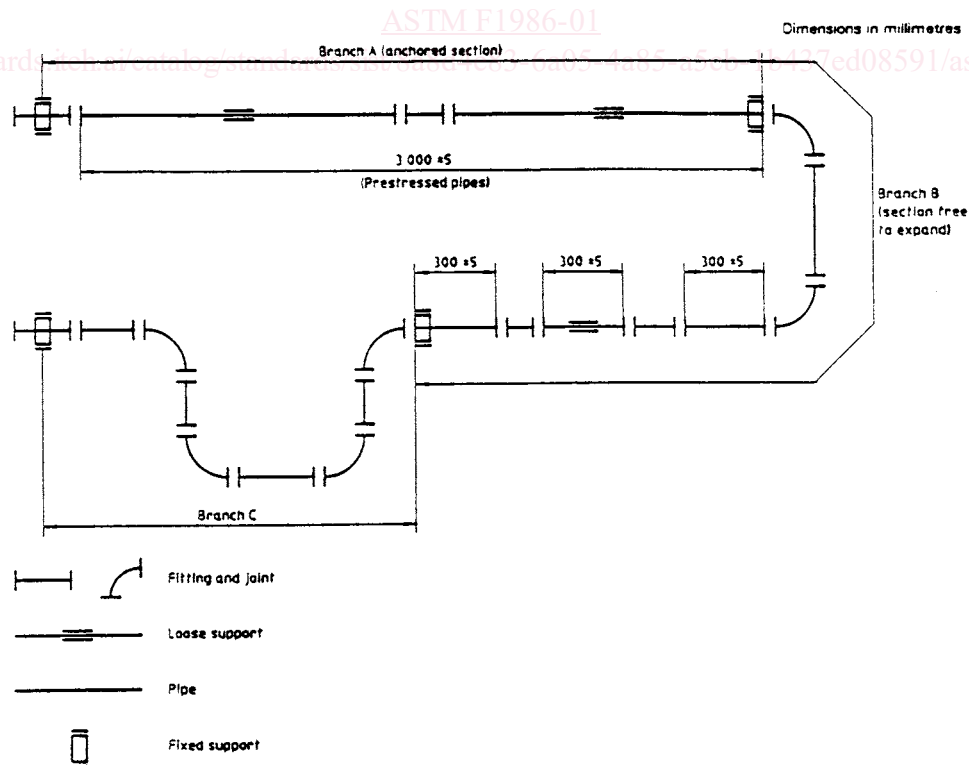 ASTM F1986-01
Dimensions in millimetres
Branch A (anchored section)
3 000 ±5
(Prestressed pipes)
Branch B
(section free
to expand)
300 ±5
300 ±5
300 ±5
Branch C
Fitting and joint
Loose support
Pipe
Fixed support